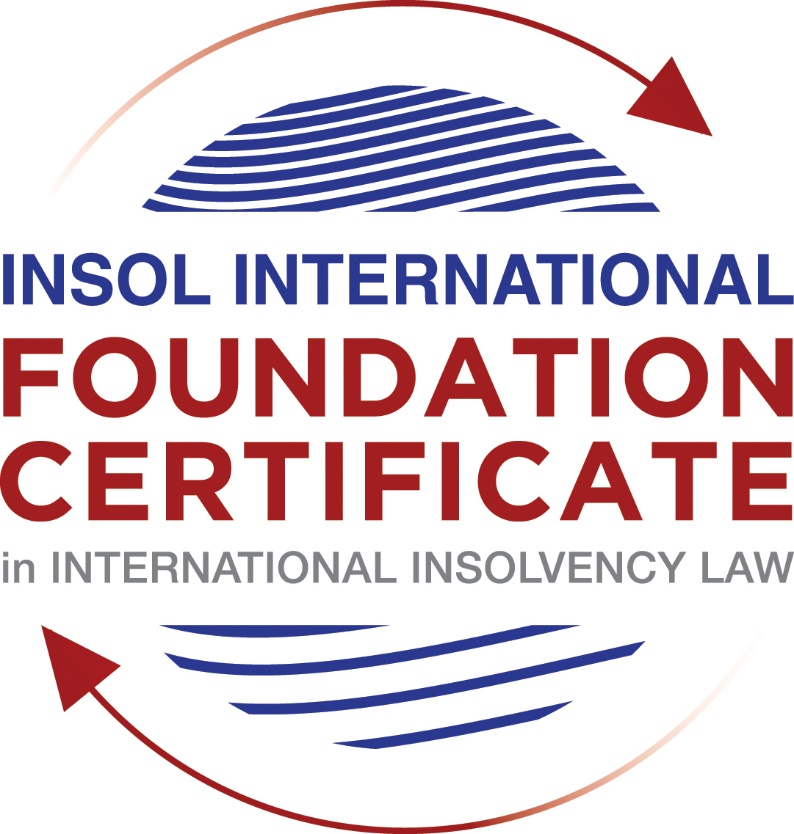 INSOL INTERNATIONAL
FOUNDATION
CERTIFICATE
in INTERNATIONAL INSOLVENCY LAW